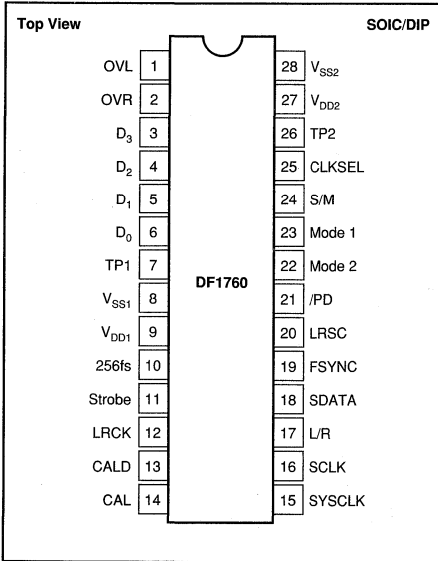 Top View SOIC/DIP
OVL 1 28 VSS2
OVR 2 27 VDD2
D3 3 26 TP2
D2 4 25 CLKSEL
D1 5 24 S/M
D0 6 23 Mode 1
TP1 7 22 Mode 2
DF1760
VSS1 8 21 /PD
VDD1 9 20 LRSC
256fs 10 19 FSYNC
Strobe 11 18 SDATA
LRCK 12 17 L/R
CALD 13 16 SCLK
CAL 14 15 SYSCLK